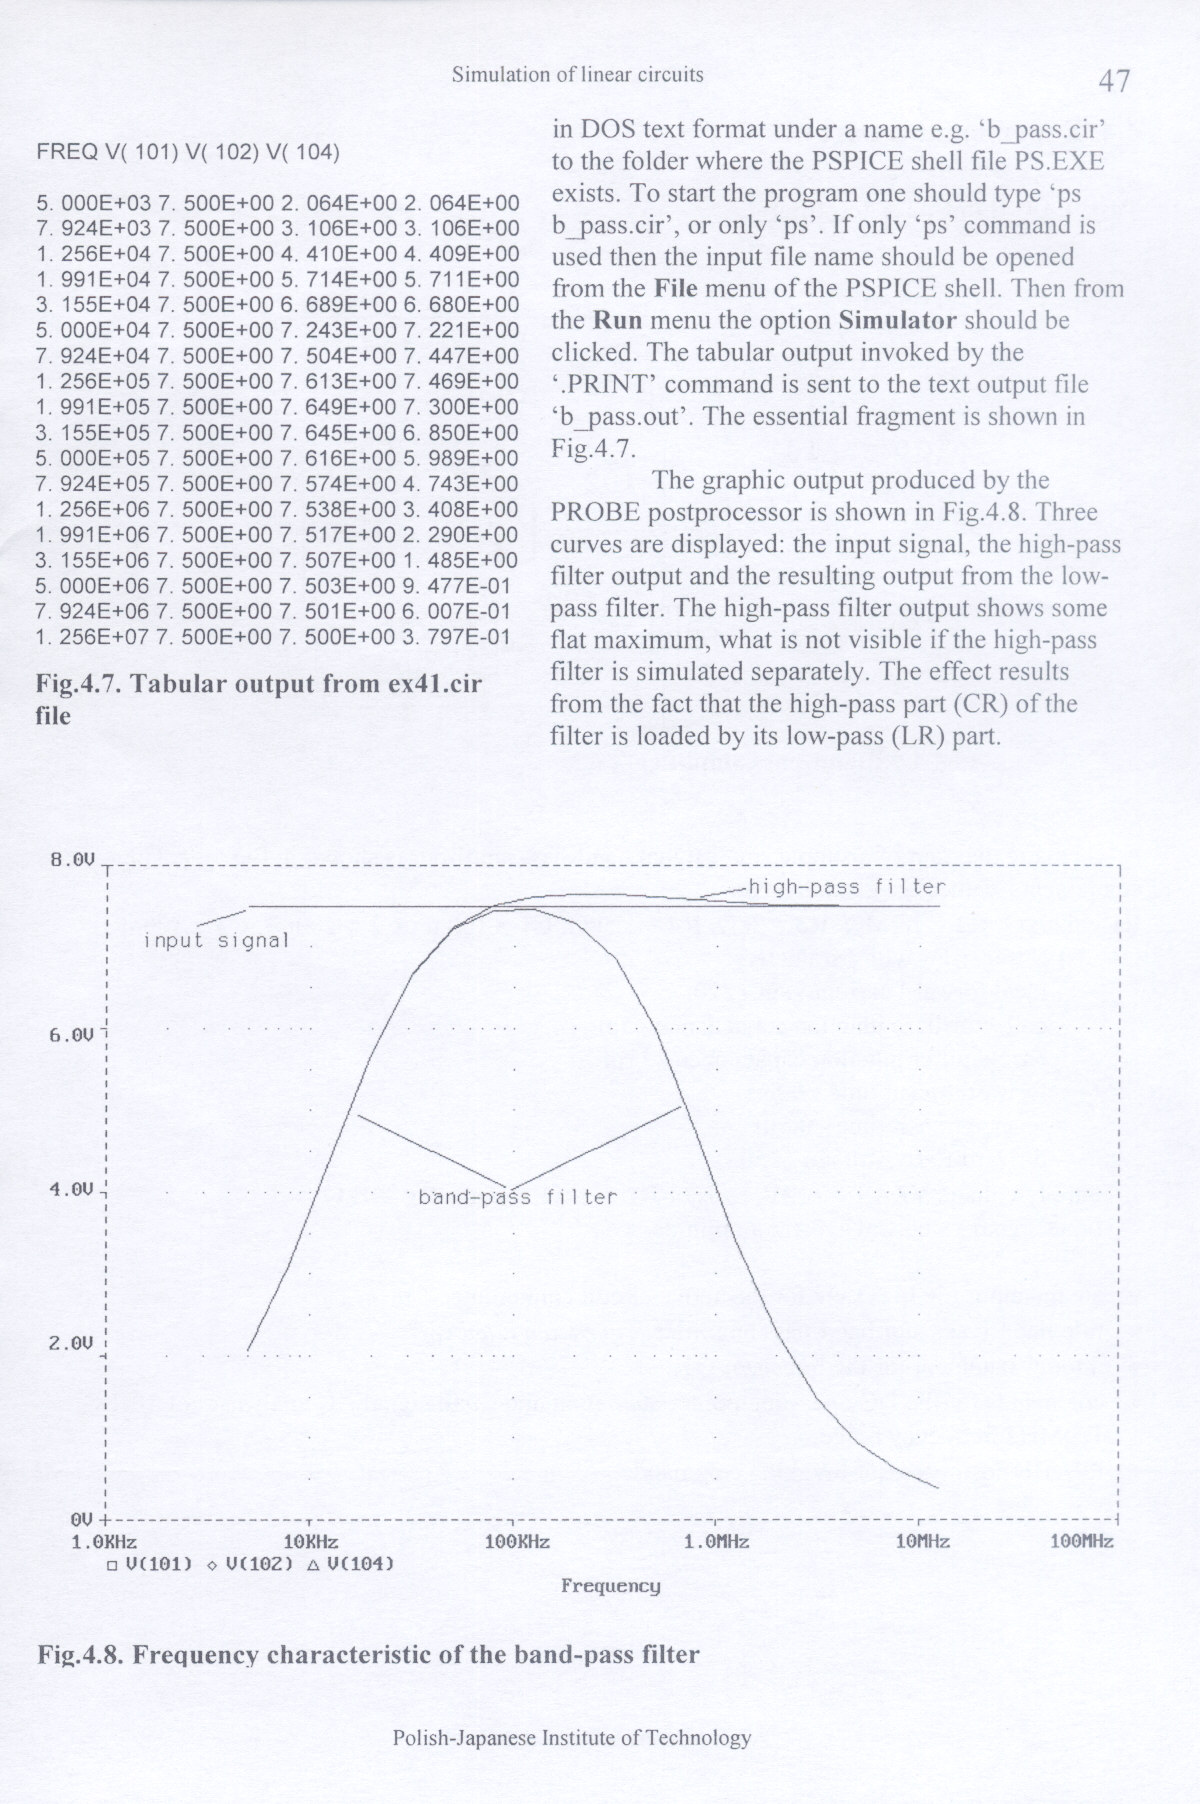 Simulation of linear circuits
47
FREQ V( 101) V( 102) V( 104)
5. 000E+03 7. 500E+00 2. 064E+00 2. 064E+00
7. 924E+03 7. 500E+00 3. 106E+00 3. 106E+00
1. 256E+04 7. 500E+00 4. 410E+00 4. 409E+00
1. 991E+04 7. 500E+00 5. 714E+00 5. 711E+00
3. 155E+04 7. 500E+00 6. 689E+00 6. 680E+00
5. 000E+04 7. 500E+00 7. 243E+00 7. 221E+00
7. 924E+04 7. 500E+00 7. 504E+00 7. 447E+00
1. 256E+05 7. 500E+00 7. 613E+00 7. 469E+00
1. 991E+05 7. 500E+00 7. 649E+00 7. 300E+00
3. 155E+05 7. 500E+00 7. 645E+00 6. 850E+00
5. 000E+05 7. 500E+00 7. 616E+00 5. 989E+00
7. 924E+05 7. 500E+00 7. 574E+00 4. 743E+00
1. 256E+06 7. 500E+00 7. 538E+00 3. 408E+00
1. 991E+06 7. 500E+00 7. 517E+00 2. 290E+00
3. 155E+06 7. 500E+00 7. 507E+00 1. 485E+00
5. 000E+06 7. 500E+00 7. 503E+00 9. 477E-01
7. 924E+06 7. 500E+00 7. 501E+00 6. 007E-01
1. 256E+07 7. 500E+00 7. 500E+00 3. 797E-01
Fig.4.7. Tabular output from ex41.cir
file
in DOS text format under a name e.g. ‘b_pass.cir’
to the folder where the PSPICE shell file PS.EXE
exists. To start the program one should type ‘ps
b_pass.cir’, or only ‘ps’. If only ‘ps’ command is
used then the input file name should be opened
from the File menu of the PSPICE shell. Then from
the Run menu the option Simulator should be
clicked. The tabular output invoked by the
‘.PRINT’ command is sent to the text output file
‘b_pass.out’. The essential fragment is shown in
Fig.4.7.
The graphic output produced by the
PROBE postprocessor is shown in Fig.4.8. Three
curves are displayed: the input signal, the high-pass
filter output and the resulting output from the low-
pass filter. The high-pass filter output shows some
flat maximum, what is not visible if the high-pass
filter is simulated separately. The effect results
from the fact that the high-pass part (CR) of the
filter is loaded by its low-pass (LR) part.
8.0V
high-pass filter
input signal
6.0V
4.0V
band-pass filter
2.0V
0V
1.0KHz 10KHz 100KHz 1.0MHz 10MHz 100MHz
□ V(101) ◇ V(102) △ V(104)
Frequency
Fig.4.8. Frequency characteristic of the band-pass filter
Polish-Japanese Institute of Technology